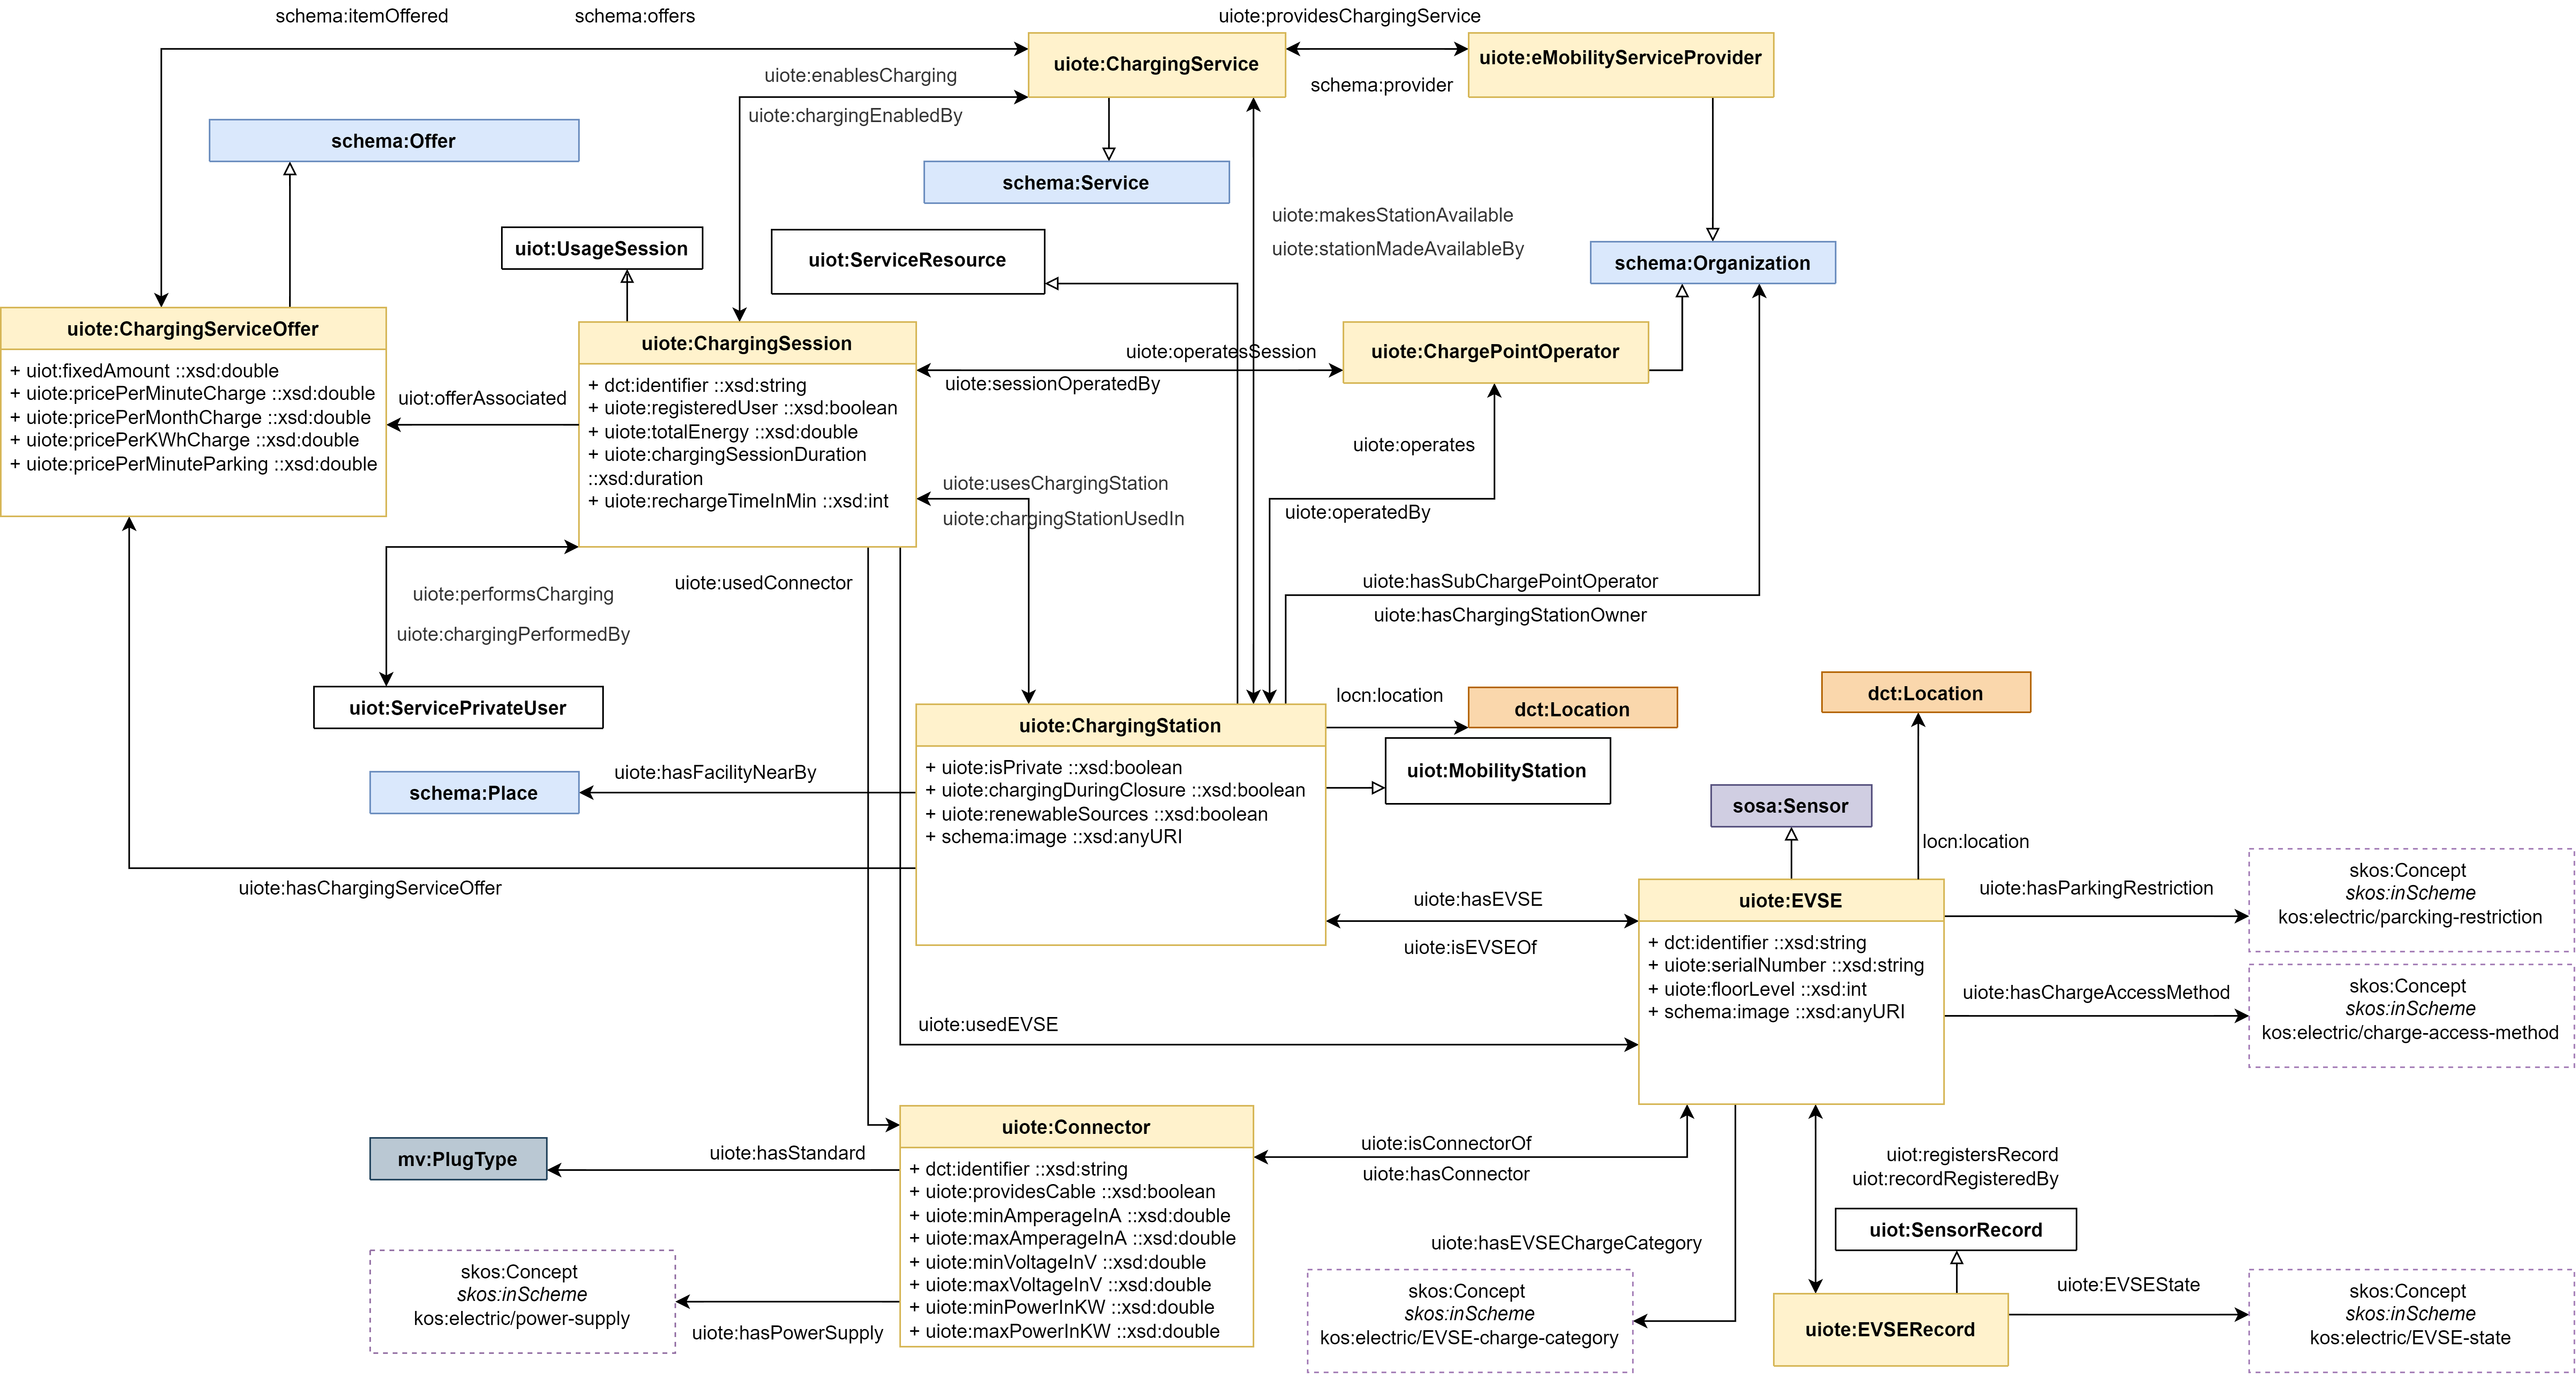 schema:itemOffered
schema:offers
uiote:providesChargingService
uiote:ChargingService
uiote:eMobilityServiceProvider
uiote:enablesCharging
schema:provider
uiote:chargingEnabledBy
schema:Offer
schema:Service
uiote:makesStationAvailable
uiote:stationMadeAvailableBy
uiot:UsageSession
uiot:ServiceResource
schema:Organization
uiote:ChargingServiceOffer
+ uiot:fixedAmount ::xsd:double
+ uiote:pricePerMinuteCharge ::xsd:double
+ uiote:pricePerMonthCharge ::xsd:double
+ uiote:pricePerKWhCharge ::xsd:double
+ uiote:pricePerMinuteParking ::xsd:double
uiot:offerAssociated
uiote:ChargingSession
+ dct:identifier ::xsd:string
+ uiote:registeredUser ::xsd:boolean
+ uiote:totalEnergy ::xsd:double
+ uiote:chargingSessionDuration
::xsd:duration
+ uiote:rechargeTimeInMin ::xsd:int
uiote:operatesSession
uiote:sessionOperatedBy
uiote:ChargePointOperator
uiote:operates
uiote:operatedBy
uiote:usesChargingStation
uiote:chargingStationUsedIn
uiote:performsCharging
uiote:chargingPerformedBy
uiote:usedConnector
uiote:hasSubChargePointOperator
uiote:hasChargingStationOwner
uiot:ServicePrivateUser
uiote:ChargingStation
+ uiote:isPrivate ::xsd:boolean
+ uiote:chargingDuringClosure ::xsd:boolean
+ uiote:renewableSources ::xsd:boolean
+ schema:image ::xsd:anyURI
locn:location
dct:Location
dct:Location
uiot:MobilityStation
uiote:hasFacilityNearBy
schema:Place
sosa:Sensor
locn:location
uiote:hasChargingServiceOffer
uiote:hasEVSE
uiote:isEVSEOf
uiote:EVSE
+ dct:identifier ::xsd:string
+ uiote:serialNumber ::xsd:string
+ uiote:floorLevel ::xsd:int
+ schema:image ::xsd:anyURI
uiote:hasParkingRestriction
skos:Concept
skos:inScheme
kos:electric/parcking-restriction
uiote:hasChargeAccessMethod
skos:Concept
skos:inScheme
kos:electric/charge-access-method
uiote:usedEVSE
mv:PlugType
uiote:hasStandard
uiote:Connector
+ dct:identifier ::xsd:string
+ uiote:providesCable ::xsd:boolean
+ uiote:minAmperageInA ::xsd:double
+ uiote:maxAmperageInA ::xsd:double
+ uiote:minVoltageInV ::xsd:double
+ uiote:maxVoltageInV ::xsd:double
+ uiote:minPowerInKW ::xsd:double
+ uiote:maxPowerInKW ::xsd:double
uiote:isConnectorOf
uiote:hasConnector
uiot:registersRecord
uiot:recordRegisteredBy
uiot:SensorRecord
uiote:hasEVSEChargeCategory
skos:Concept
skos:inScheme
kos:electric/power-supply
uiote:hasPowerSupply
skos:Concept
skos:inScheme
kos:electric/EVSE-charge-category
uiote:EVSERecord
uiote:EVSEState
skos:Concept
skos:inScheme
kos:electric/EVSE-state